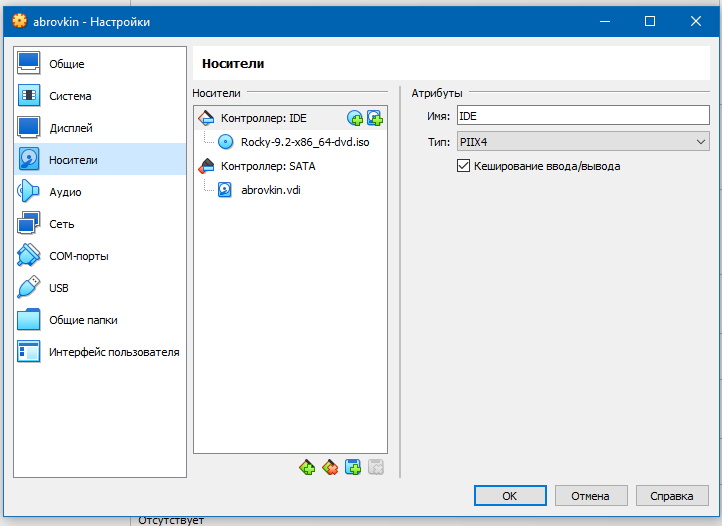 abrovkin - Настройки
Общие
Система
Дисплей
Носители
Аудио
Сеть
COM-порты
USB
Общие папки
Интерфейс пользователя
Носители
Носители
Контроллер: IDE
Rocky-9.2-x86_64-dvd.iso
Контроллер: SATA
abrovkin.vdi
Атрибуты
Имя: IDE
Тип: PIIX4
Кеширование ввода/вывода
OK
Отмена
Справка
Отсутствует